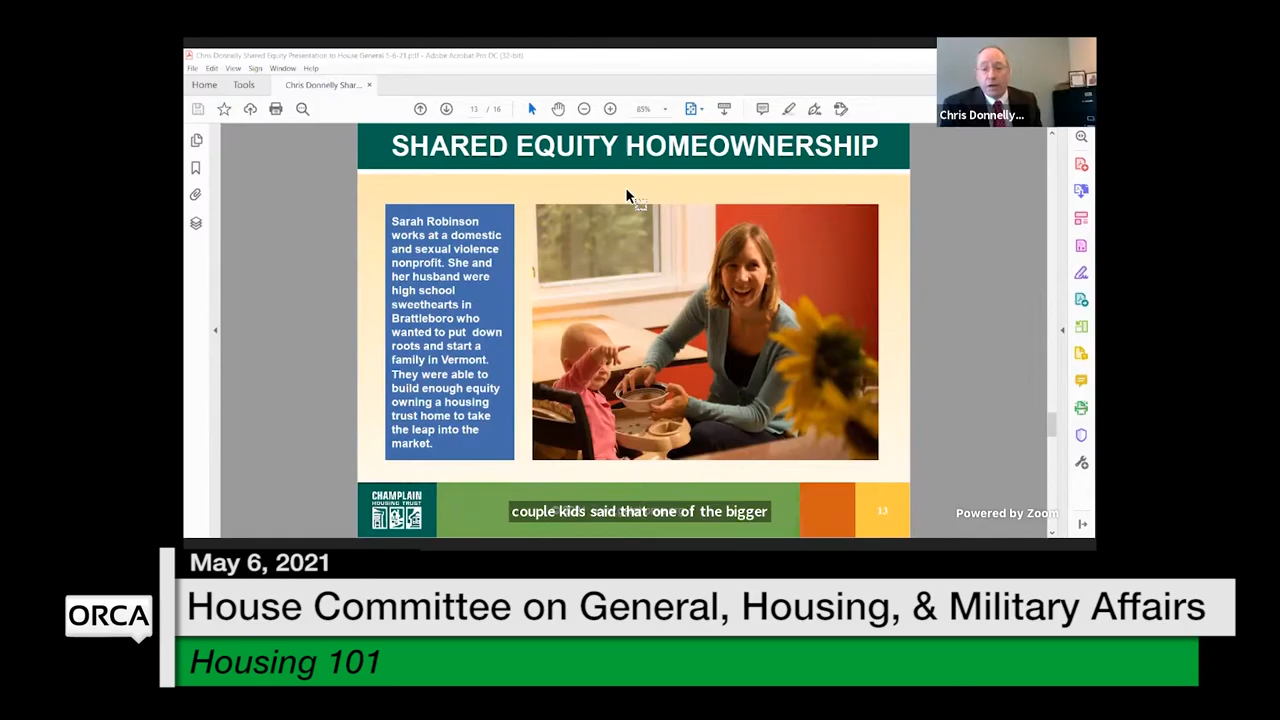 Chris Donnelly Shared Equity Presentation to House General 5-6-21.pdf - Adobe Acrobat Pro DC (32-bit)
File Edit View Sign Window Help
Home Tools Chris Donnelly Shar... ×
13 / 16 85%
Chris Donnelly...
SHARED EQUITY HOMEOWNERSHIP
Sarah Robinson
works at a domestic
and sexual violence
nonprofit. She and
her husband were
high school
sweethearts in
Brattleboro who
wanted to put down
roots and start a
family in Vermont.
They were able to
build enough equity
owning a housing
trust home to take
the leap into the
market.
CHAMPLAIN
HOUSING TRUST
couple kids said that one of the bigger
13
Powered by Zoom
May 6, 2021
House Committee on General, Housing, & Military Affairs
ORCA
Housing 101